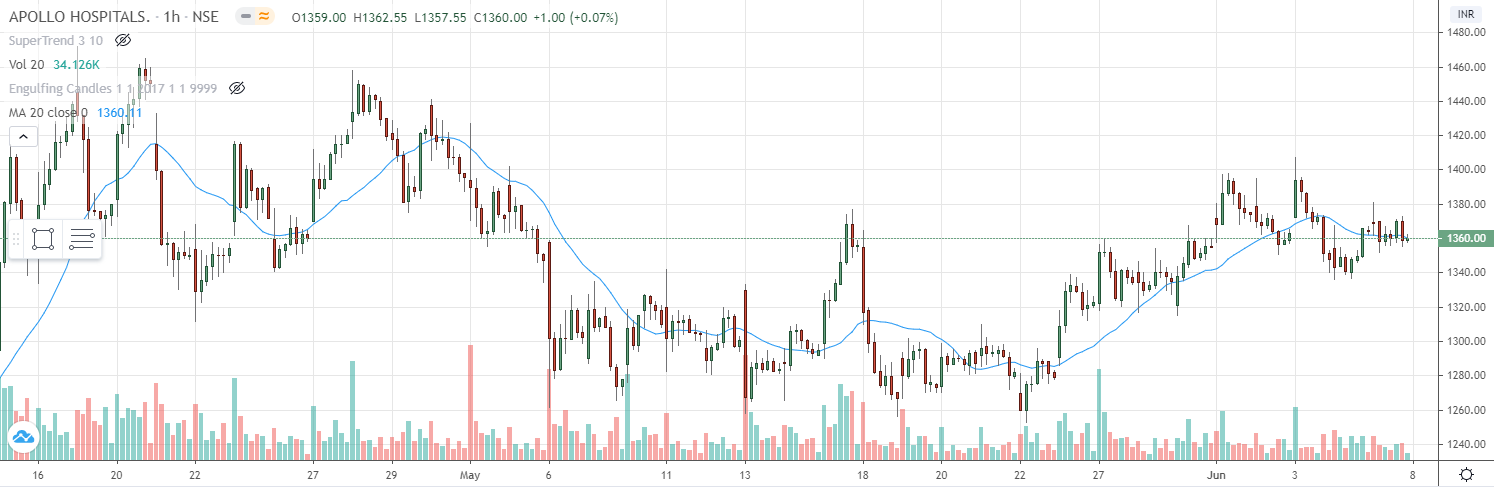 APOLLO HOSPITALS. · 1h · NSE O1359.00 H1362.55 L1357.55 C1360.00 +1.00 (+0.07%)
INR
SuperTrend 3 10
Vol 20 34.126K
Engulfing Candles 1 1 2017 1 1 9999
MA 20 close 0 1360.11
1480.00
1460.00
1440.00
1420.00
1400.00
1380.00
1360.00
1340.00
1320.00
1300.00
1280.00
1260.00
1240.00
16 20 22 27 29 May 6 11 13 18 20 22 27 Jun 3 8